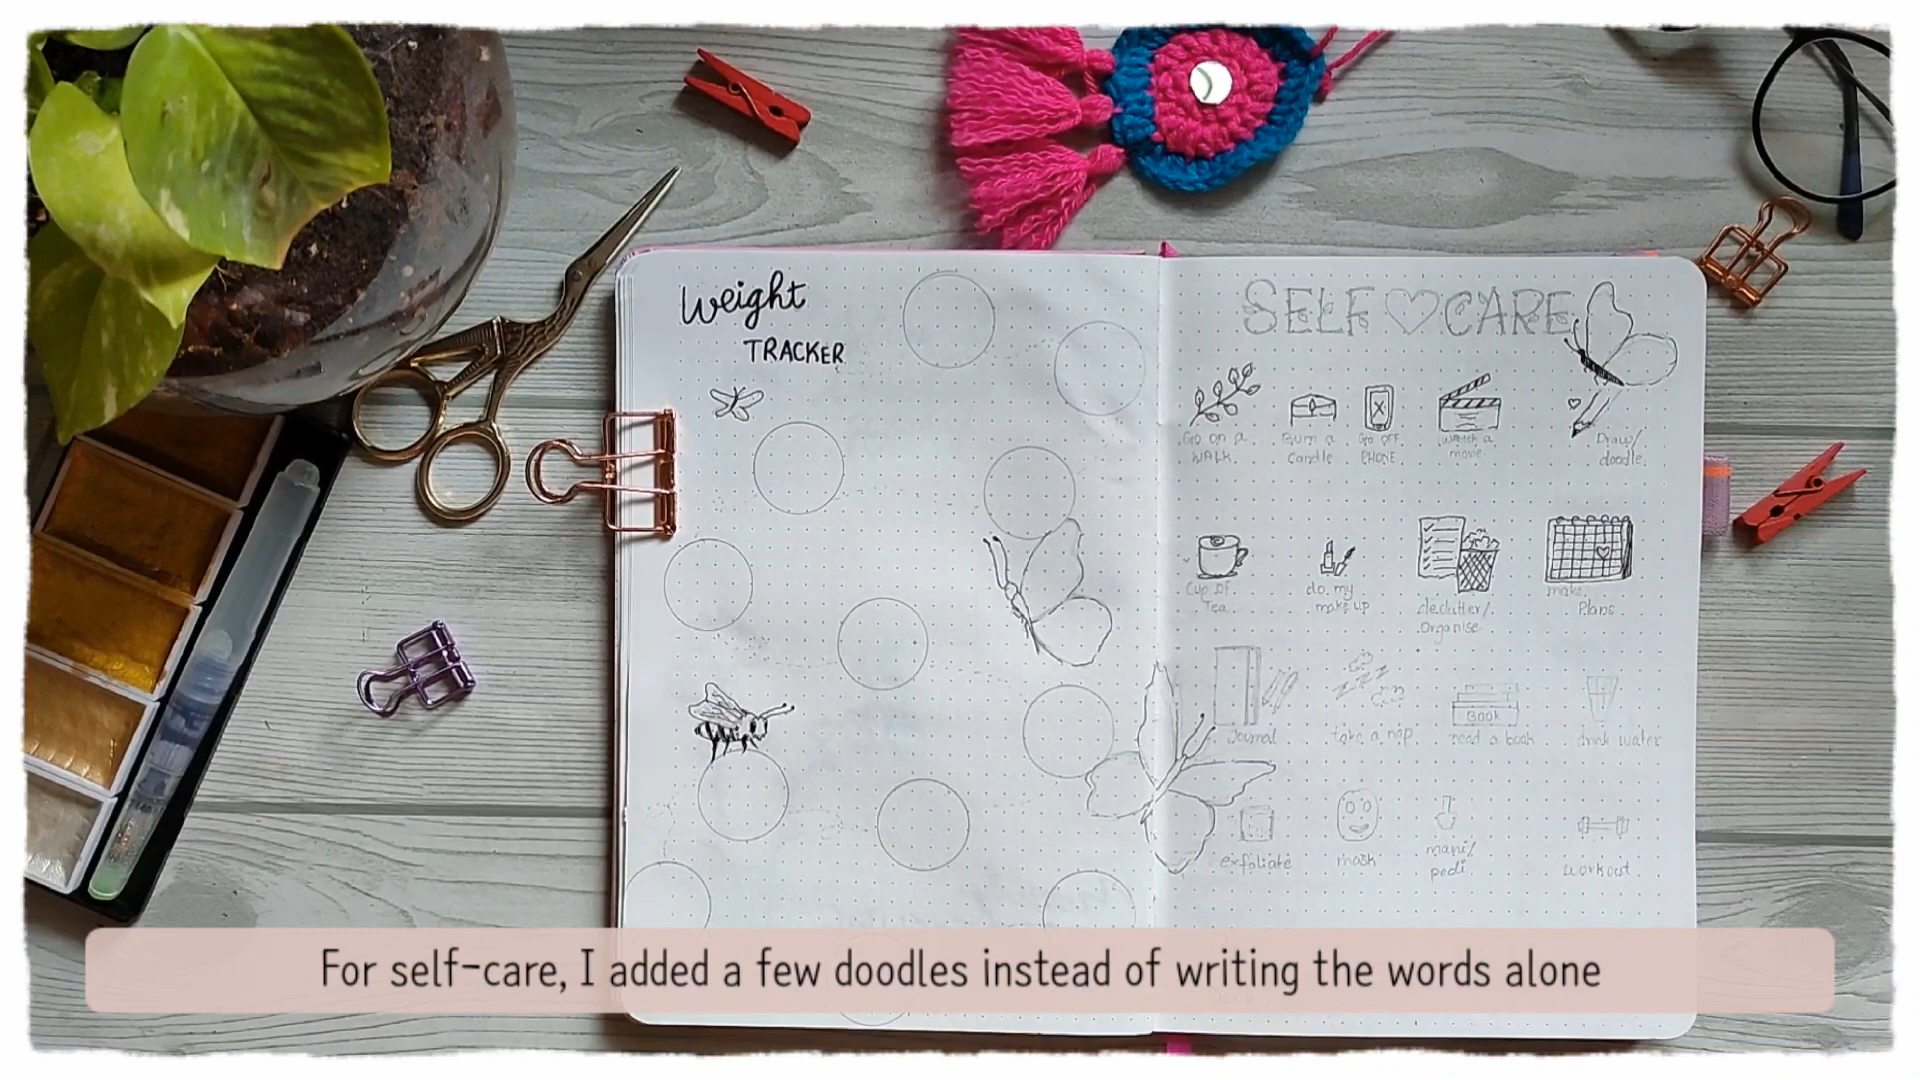 Weight
TRACKER
SELF CARE
Go on a
WALK.
Burn a
Candle
Go OFF
PHONE
Watch a
movie.
Draw/
doodle.
Cup of
Tea
do my
make up
declutter/
Organise
make
Plans
Journal
take a nap
Book
read a book
drink water
exfoliate
mask
mani/
pedi
workout
For self-care, I added a few doodles instead of writing the words alone